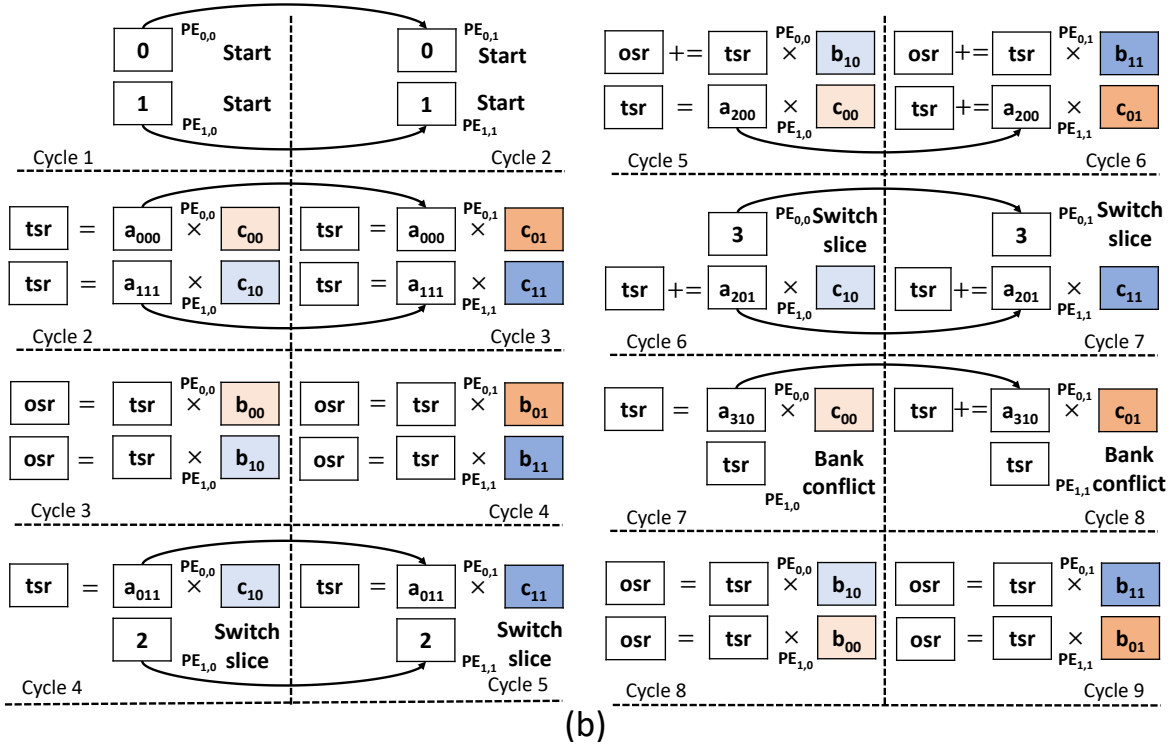 PE0,0 PE0,1
0 Start 0 Start
1 Start 1 Start
PE1,0 PE1,1
Cycle 1 Cycle 2
PE0,0 PE0,1
tsr = a000 × c00 tsr = a000 × c01
tsr = a111 × c10 tsr = a111 × c11
PE1,0 PE1,1
Cycle 2 Cycle 3
PE0,0 PE0,1
osr = tsr × b00 osr = tsr × b01
osr = tsr × b10 osr = tsr × b11
PE1,0 PE1,1
Cycle 3 Cycle 4
PE0,0 PE0,1
tsr = a011 × c10 tsr = a011 × c11
2 Switch slice 2 Switch slice
PE1,0 PE1,1
Cycle 4 Cycle 5
PE0,0 PE0,1
osr += tsr × b10 osr += tsr × b11
tsr = a200 × c00 tsr += a200 × c01
PE1,0 PE1,1
Cycle 5 Cycle 6
PE0,0 PE0,1
3 Switch slice 3 Switch slice
tsr += a201 × c10 tsr += a201 × c11
PE1,0 PE1,1
Cycle 6 Cycle 7
PE0,0 PE0,1
tsr = a310 × c00 tsr += a310 × c01
tsr Bank conflict tsr Bank conflict
PE1,0 PE1,1
Cycle 7 Cycle 8
PE0,0 PE0,1
osr = tsr × b10 osr = tsr × b11
osr = tsr × b00 osr = tsr × b01
PE1,0 PE1,1
Cycle 8 Cycle 9
(b)